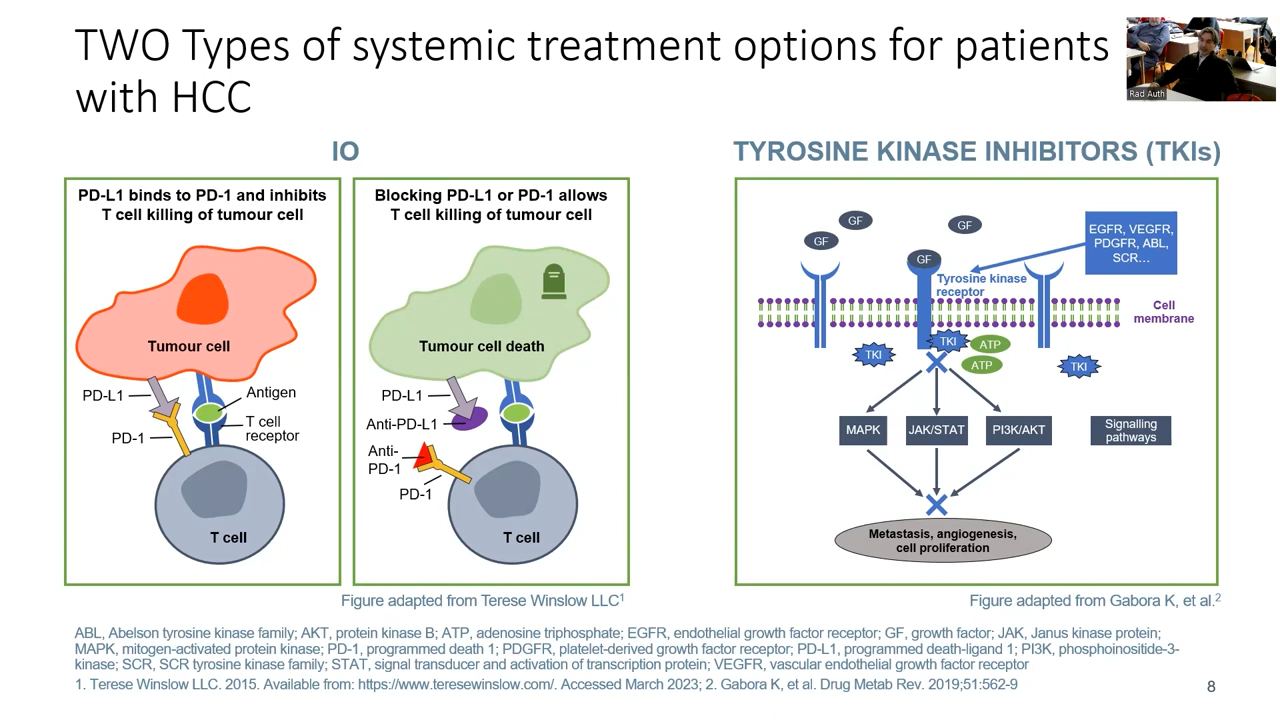 TWO Types of systemic treatment options for patients
with HCC
Rad Auth
IO
PD-L1 binds to PD-1 and inhibits
T cell killing of tumour cell
Tumour cell
PD-L1
Antigen
T cell
receptor
PD-1
T cell
Blocking PD-L1 or PD-1 allows
T cell killing of tumour cell
Tumour cell death
PD-L1
Anti-PD-L1
Anti-
PD-1
PD-1
T cell
Figure adapted from Terese Winslow LLC1
TYROSINE KINASE INHIBITORS (TKIs)
GF
GF
GF
GF
EGFR, VEGFR,
PDGFR, ABL,
SCR...
Tyrosine kinase
receptor
Cell
membrane
TKI
TKI
ATP
ATP
TKI
MAPK
JAK/STAT
PI3K/AKT
Signalling
pathways
Metastasis, angiogenesis,
cell proliferation
Figure adapted from Gabora K, et al.2
ABL, Abelson tyrosine kinase family; AKT, protein kinase B; ATP, adenosine triphosphate; EGFR, endothelial growth factor receptor; GF, growth factor; JAK, Janus kinase protein;
MAPK, mitogen-activated protein kinase; PD-1, programmed death 1; PDGFR, platelet-derived growth factor receptor; PD-L1, programmed death-ligand 1; PI3K, phosphoinositide-3-
kinase; SCR, SCR tyrosine kinase family; STAT, signal transducer and activation of transcription protein; VEGFR, vascular endothelial growth factor receptor
1. Terese Winslow LLC. 2015. Available from: https://www.teresewinslow.com/. Accessed March 2023; 2. Gabora K, et al. Drug Metab Rev. 2019;51:562-9
8